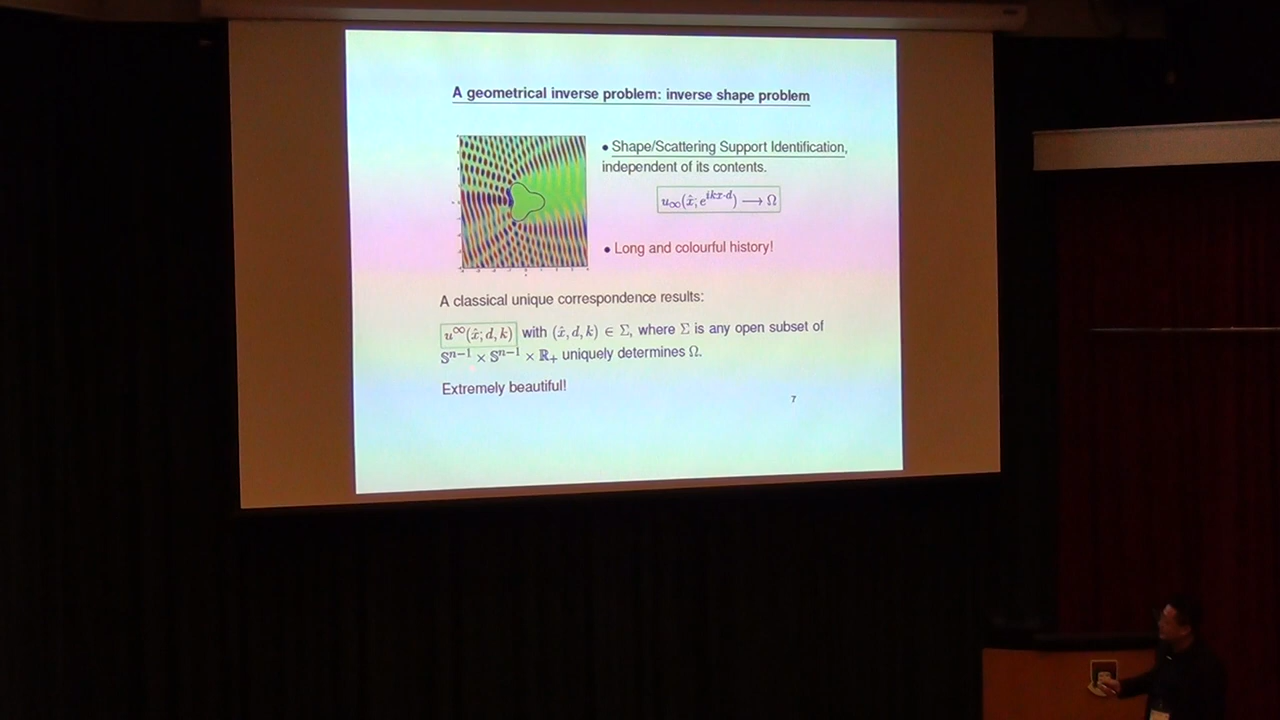 A geometrical inverse problem: inverse shape problem
• Shape/Scattering Support Identification,
independent of its contents.
u∞(x̂; e^{ikx·d}) ⟶ Ω
• Long and colourful history!
A classical unique correspondence results:
u^∞(x̂; d, k) with (x̂, d, k) ∈ Σ, where Σ is any open subset of
𝕊^{n−1} × 𝕊^{n−1} × ℝ₊ uniquely determines Ω.
Extremely beautiful!
7